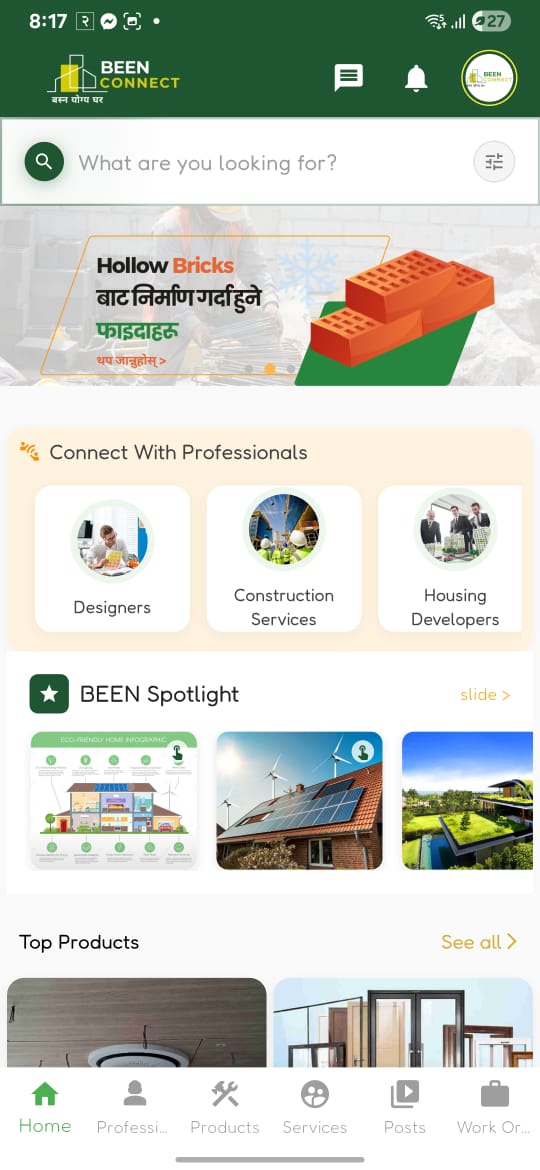 8:17
27
BEEN
CONNECT
बस्न योग्य घर
What are you looking for?
Hollow Bricks
बाट निर्माण गर्दा हुने
फाइदाहरू
थप जान्नुहोस् >
Connect With Professionals
Designers
Construction
Services
Housing
Developers
BEEN Spotlight
slide >
ECO-FRIENDLY HOME INFOGRAPHIC
Top Products
See all
Home
Professi...
Products
Services
Posts
Work Or...